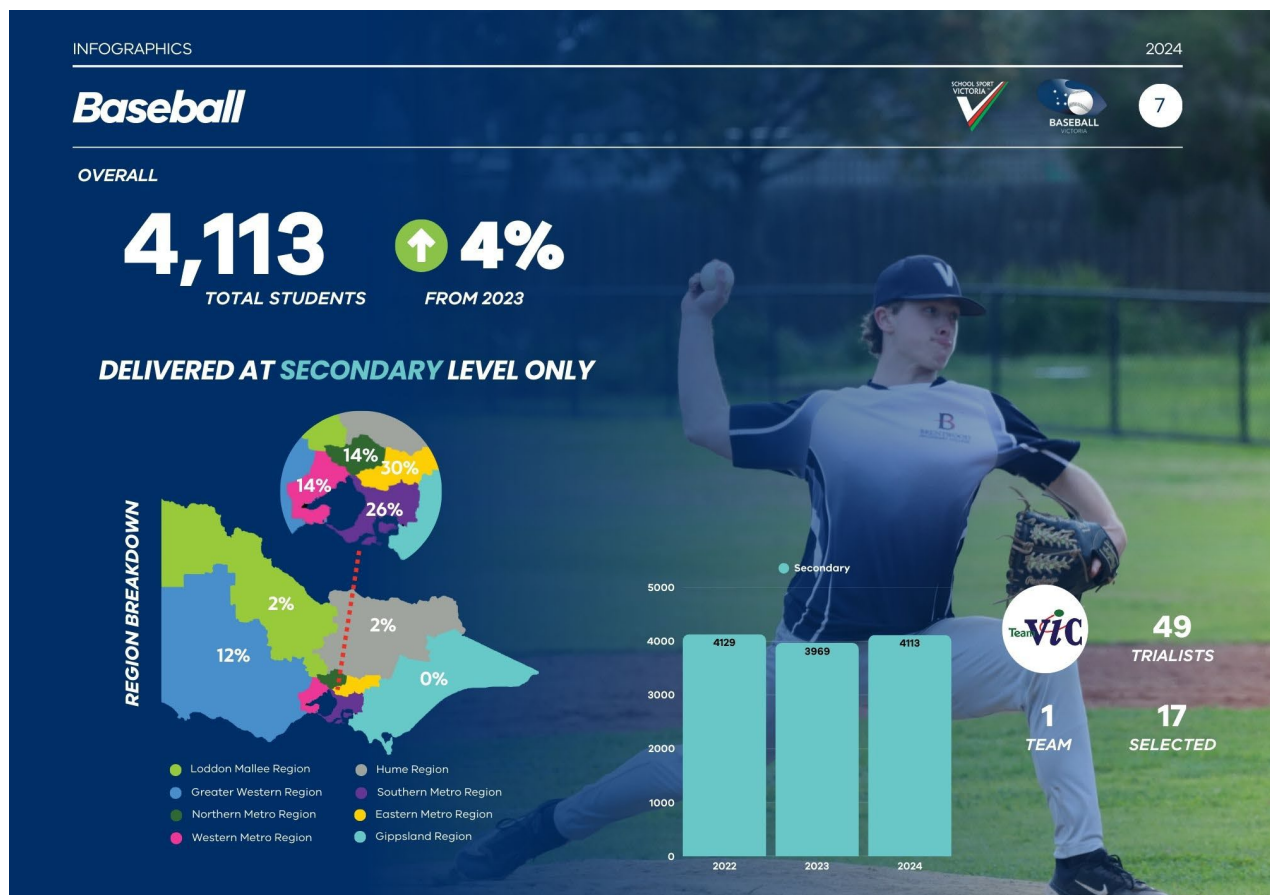 INFOGRAPHICS
2024
Baseball
SCHOOL SPORT
VICTORIA
BASEBALL
VICTORIA
7
OVERALL
4,113
TOTAL STUDENTS
4%
FROM 2023
DELIVERED AT SECONDARY LEVEL ONLY
REGION BREAKDOWN
14%
30%
14%
26%
2%
2%
12%
0%
Loddon Mallee Region
Greater Western Region
Northern Metro Region
Western Metro Region
Hume Region
Southern Metro Region
Eastern Metro Region
Gippsland Region
V
B
Secondary
5000
4000
3000
2000
1000
0
4129
3969
4113
2022
2023
2024
Team Vic
49
TRIALISTS
1
TEAM
17
SELECTED